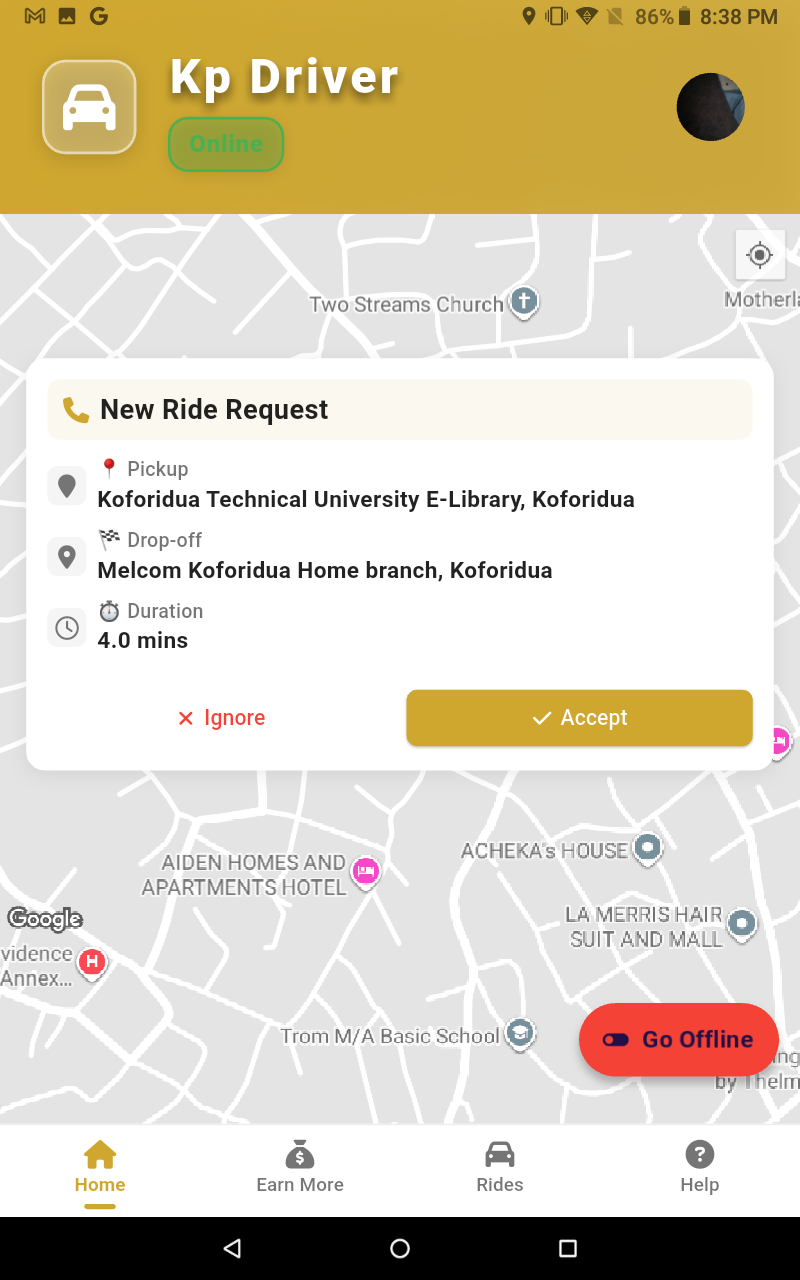 86% 8:38 PM
Kp Driver
Online
Two Streams Church
Motherla
New Ride Request
📍 Pickup
Koforidua Technical University E-Library, Koforidua
🏁 Drop-off
Melcom Koforidua Home branch, Koforidua
⏱️ Duration
4.0 mins
Ignore
Accept
AIDEN HOMES AND
APARTMENTS HOTEL
ACHEKA's HOUSE
LA MERRIS HAIR
SUIT AND MALL
Google
vidence
Annex...
H
Trom M/A Basic School
Go Offline
ng
by Thelm
Home
Earn More
Rides
Help